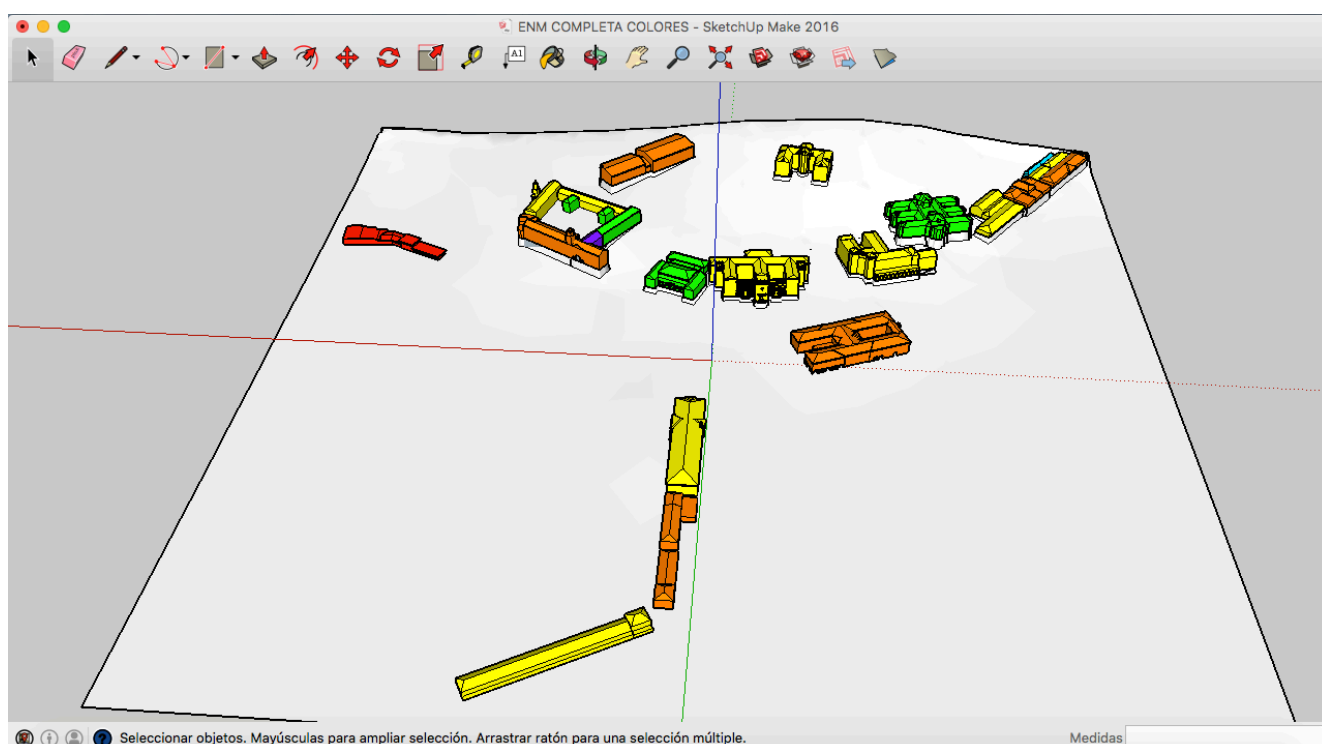 ENM COMPLETA COLORES - SketchUp Make 2016
A1
Seleccionar objetos. Mayúsculas para ampliar selección. Arrastrar ratón para una selección múltiple.
Medidas